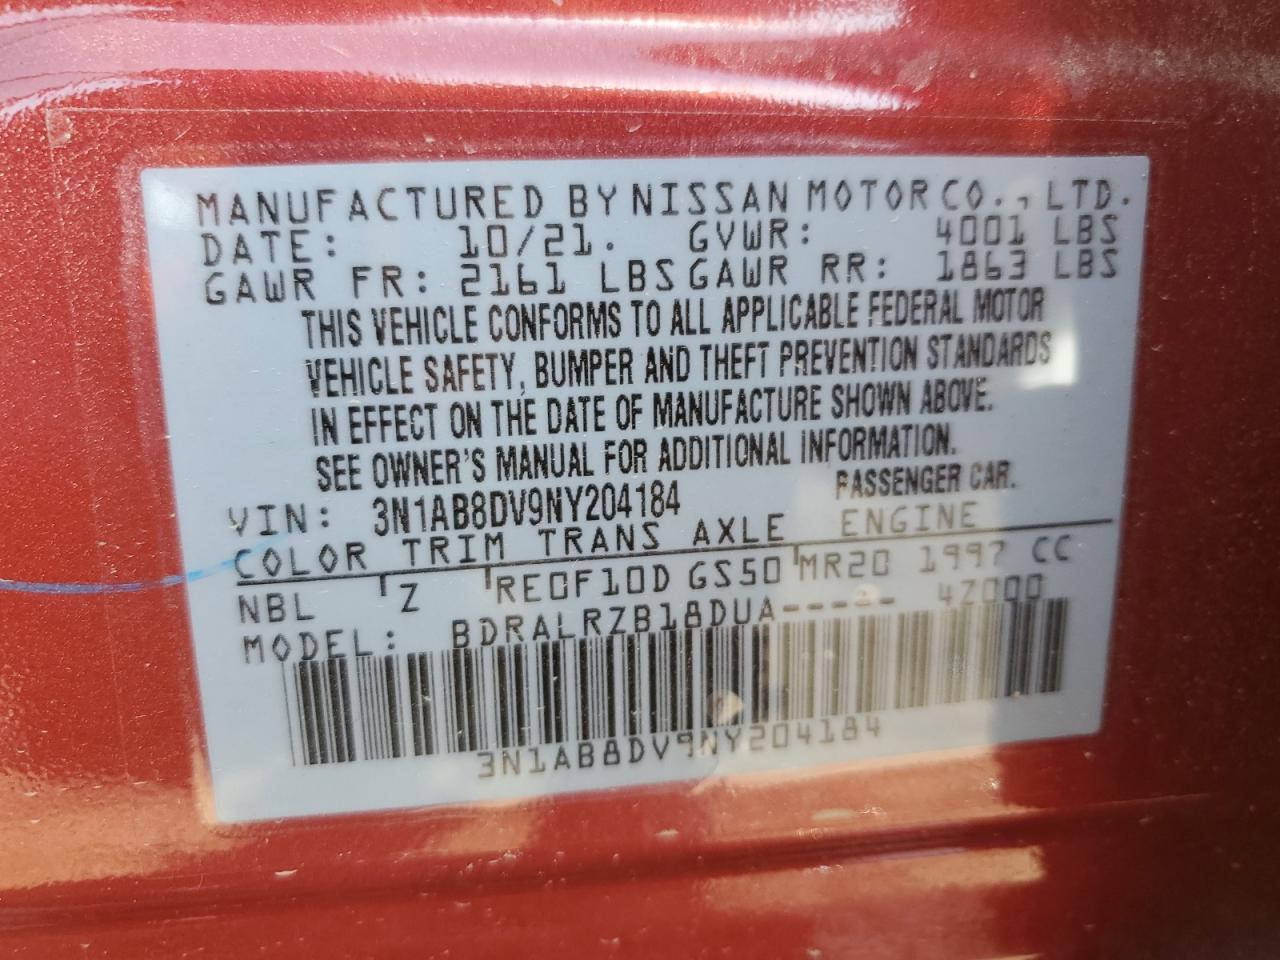 MANUFACTURED BY NISSAN MOTOR CO., LTD.
DATE: 10/21. GVWR: 4001 LBS
GAWR FR: 2161 LBS GAWR RR: 1863 LBS
THIS VEHICLE CONFORMS TO ALL APPLICABLE FEDERAL MOTOR
VEHICLE SAFETY, BUMPER AND THEFT PREVENTION STANDARDS
IN EFFECT ON THE DATE OF MANUFACTURE SHOWN ABOVE.
SEE OWNER'S MANUAL FOR ADDITIONAL INFORMATION.
VIN: 3N1AB8DV9NY204184 PASSENGER CAR.
COLOR TRIM TRANS AXLE ENGINE
NBL Z RE0F10D GS50 MR20 1997 CC
MODEL: BDRALRZB18DUA----- 47000
3N1AB8DV9NY204184